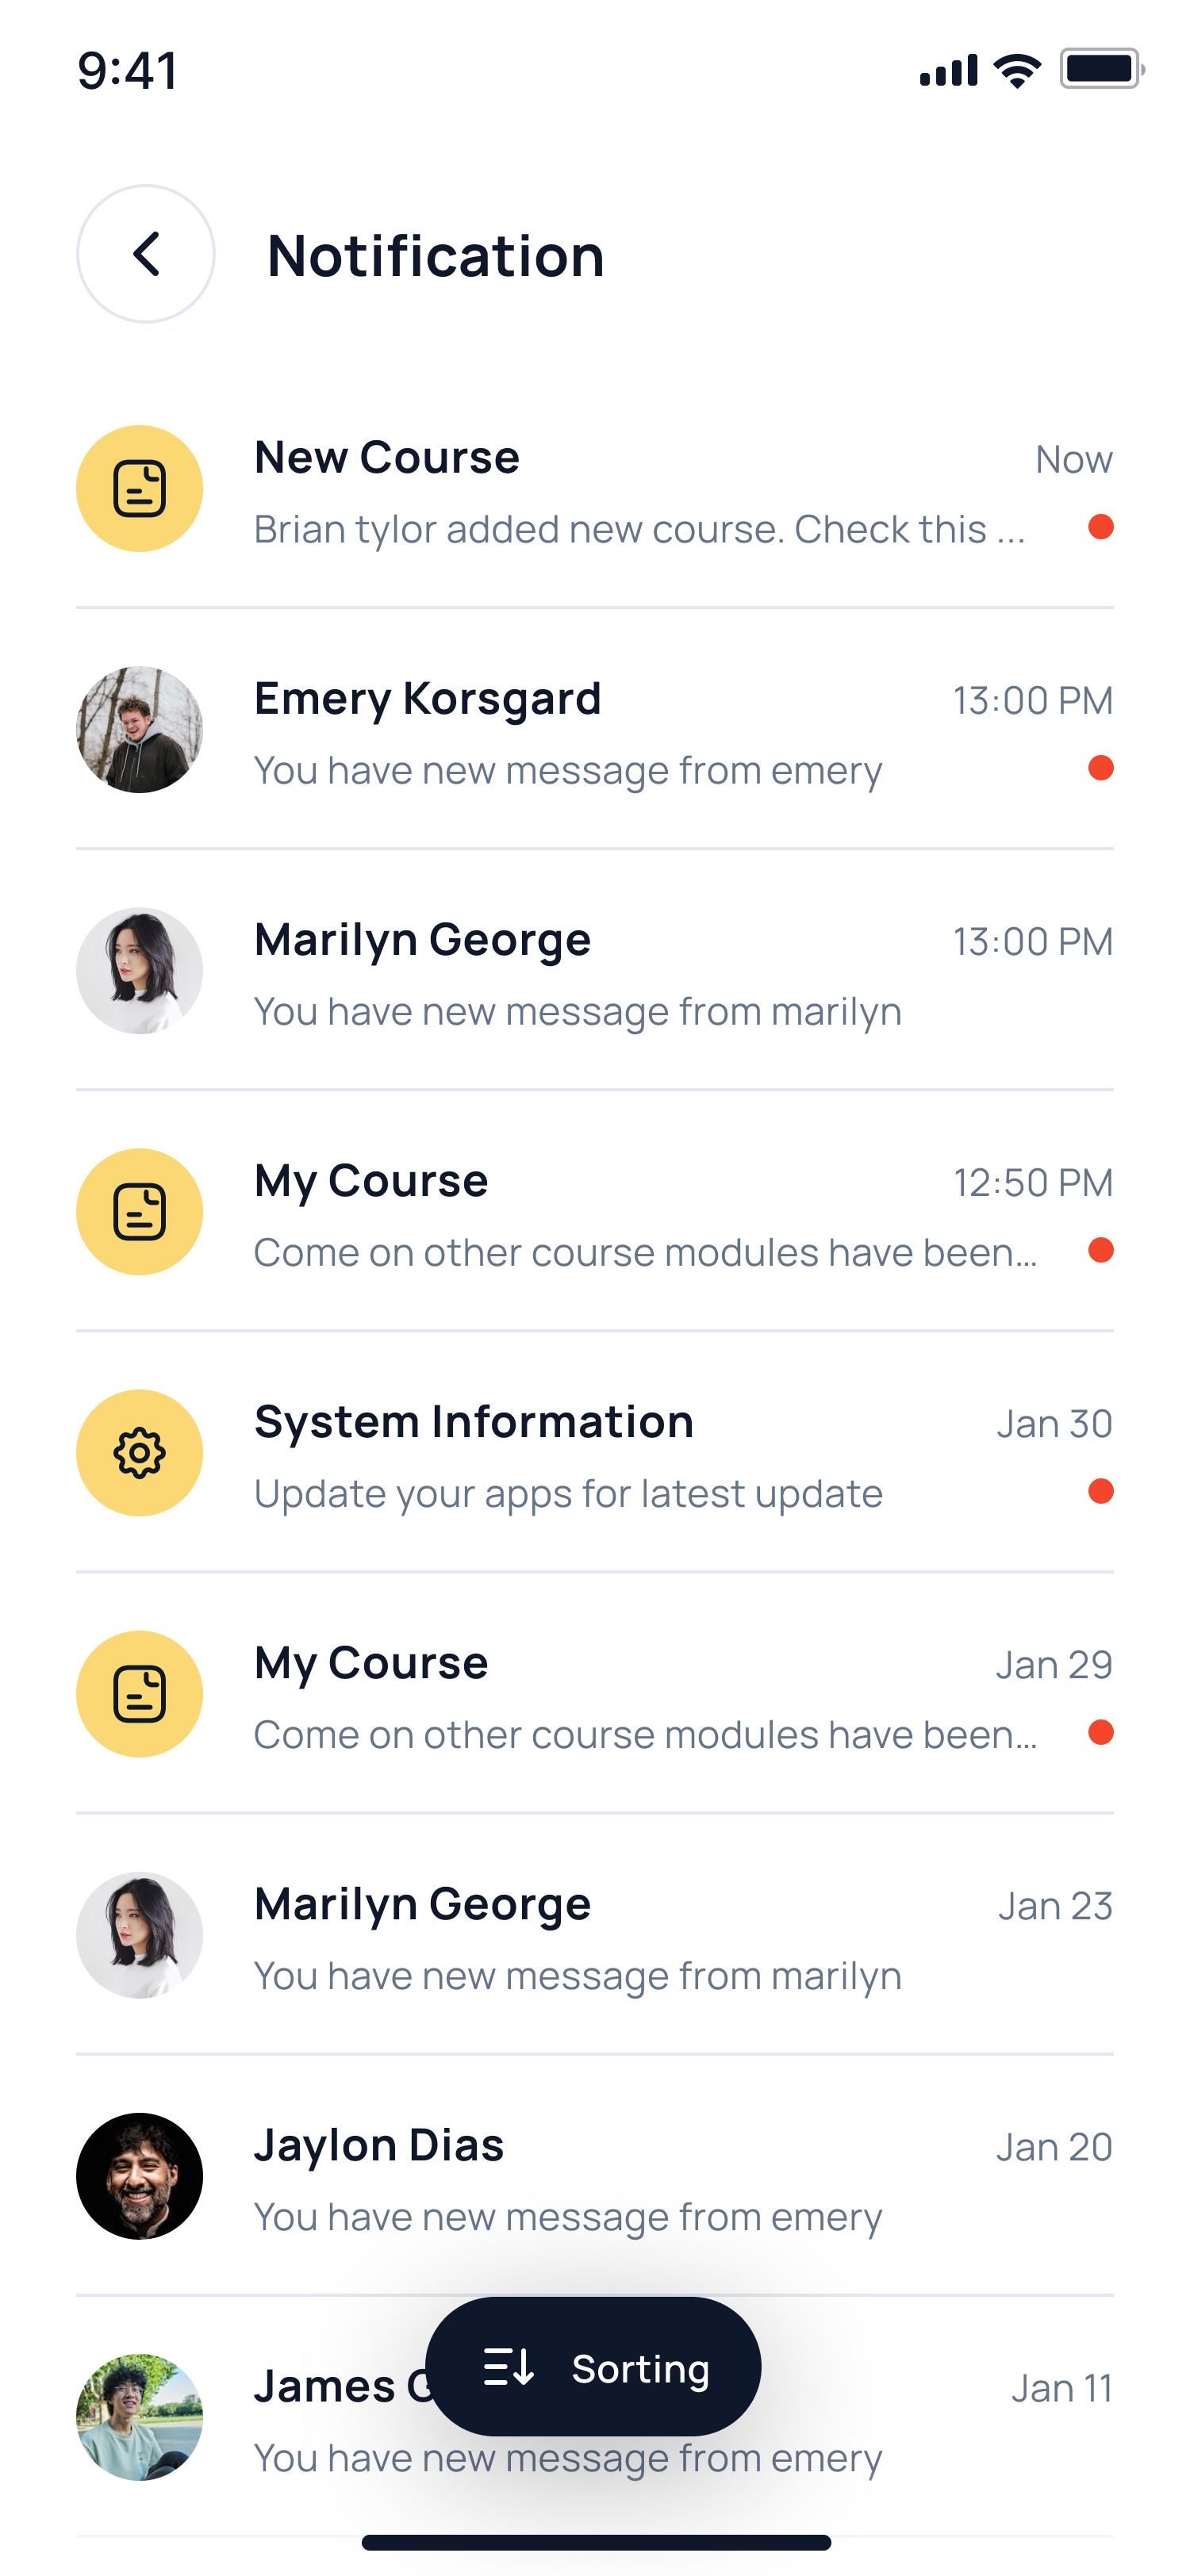 9:41
Notification
New Course
Now
Brian tylor added new course. Check this ...
Emery Korsgard
13:00 PM
You have new message from emery
Marilyn George
13:00 PM
You have new message from marilyn
My Course
12:50 PM
Come on other course modules have been...
System Information
Jan 30
Update your apps for latest update
My Course
Jan 29
Come on other course modules have been...
Marilyn George
Jan 23
You have new message from marilyn
Jaylon Dias
Jan 20
You have new message from emery
James
Jan 11
Sorting
You have new message from emery